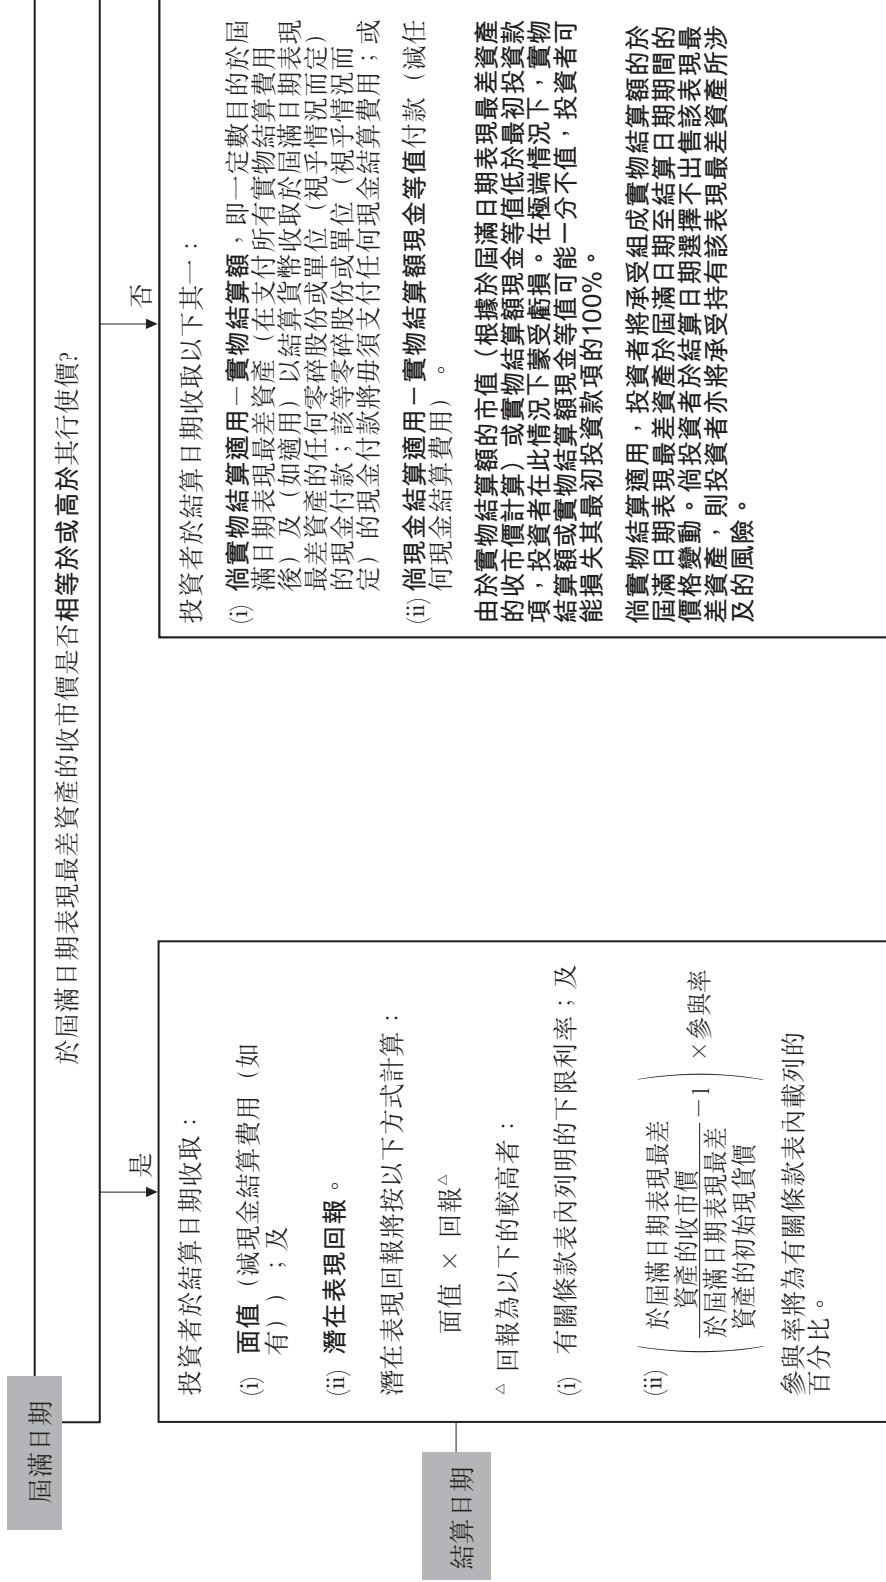 屆滿日期
於屆滿日期表現最差資產的收市價是否相等於或高於其行使價?
是
否
結算日期
投資者於結算日期收取：
(i) 面值（減現金結算費用（如
有））；及
(ii) 潛在表現回報。
潛在表現回報將按以下方式計算：
面值 × 回報△
△ 回報為以下的較高者：
(i) 有關條款表內列明的下限利率；及
(ii) ( 於屆滿日期表現最差
資產的收市價
於屆滿日期表現最差
資產的初始現貨價
－1 ) ×參與率
參與率將為有關條款表內載列的
百分比。
投資者於結算日期收取以下其一：
(i) 倘實物結算適用－實物結算額，即一定數目的於屆
滿日期表現最差資產（在支付所有實物結算費用
後）及（如適用）以結算貨幣收取於屆滿日期表現
最差資產的任何零碎股份或單位（視乎情況而定）
的現金付款；該等零碎股份或單位（視乎情況而
定）的現金付款將毋須支付任何現金結算費用；或
(ii) 倘現金結算適用－實物結算額現金等值付款（減任
何現金結算費用）。
由於實物結算額的市值（根據於屆滿日期表現最差資產
的收市價計算）或實物結算額現金等值低於最初投資款
項，投資者在此情況下蒙受虧損。在極端情況下，實物
結算額或實物結算額現金等值可能一分不值，投資者可
能損失其最初投資款項的100%。
倘實物結算適用，投資者將承受組成實物結算額的於
屆滿日期表現最差資產於屆滿日期至結算日期期間的
價格變動。倘投資者於結算日期選擇不出售該表現最
差資產，則投資者亦將承受持有該表現最差資產所涉
及的風險。